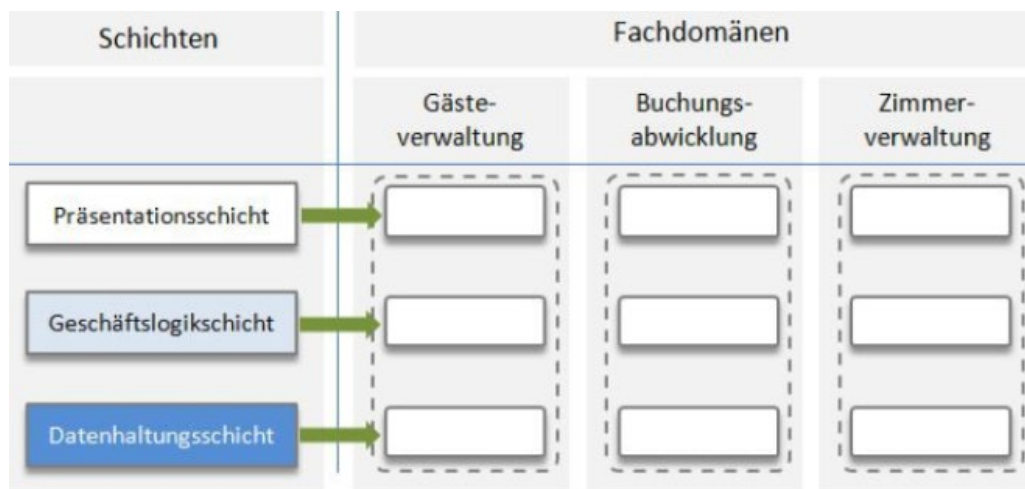 Schichten
Fachdomänen
Gäste-
verwaltung
Buchungs-
abwicklung
Zimmer-
verwaltung
Präsentationsschicht
Geschäftslogikschicht
Datenhaltungsschicht